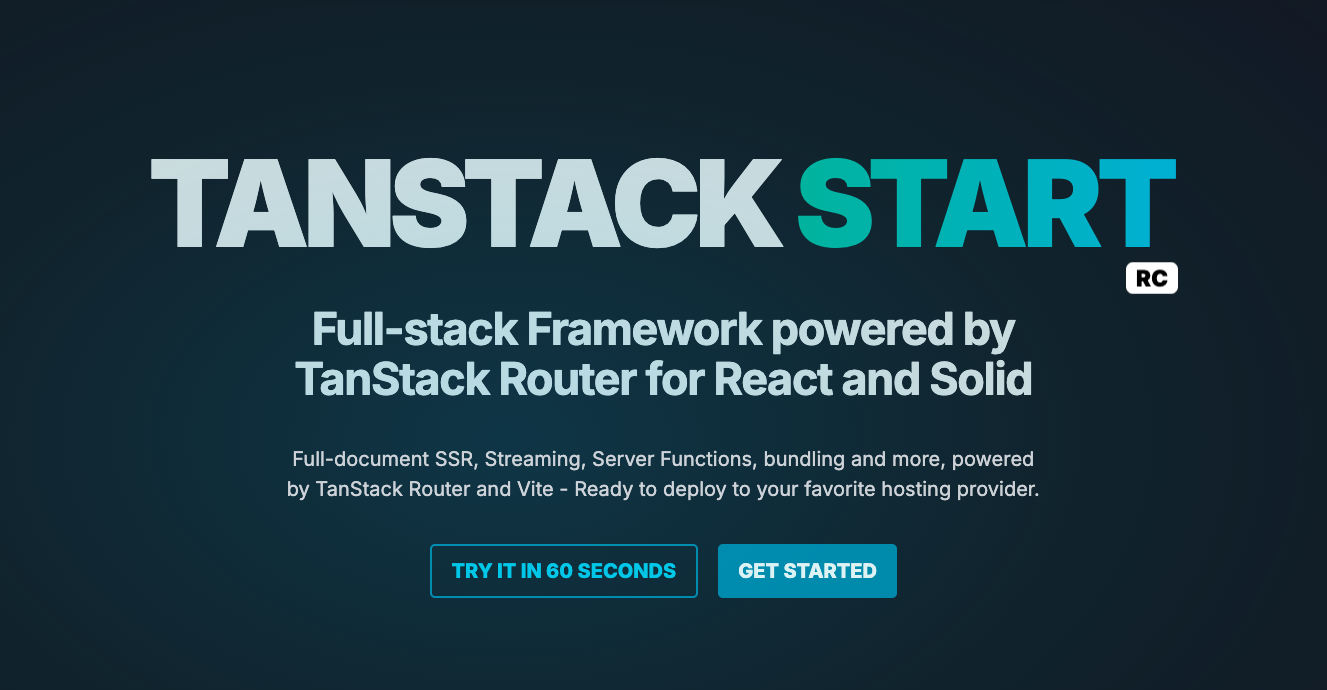 TANSTACK START
RC
Full-stack Framework powered by
TanStack Router for React and Solid
Full-document SSR, Streaming, Server Functions, bundling and more, powered
by TanStack Router and Vite - Ready to deploy to your favorite hosting provider.
TRY IT IN 60 SECONDS GET STARTED